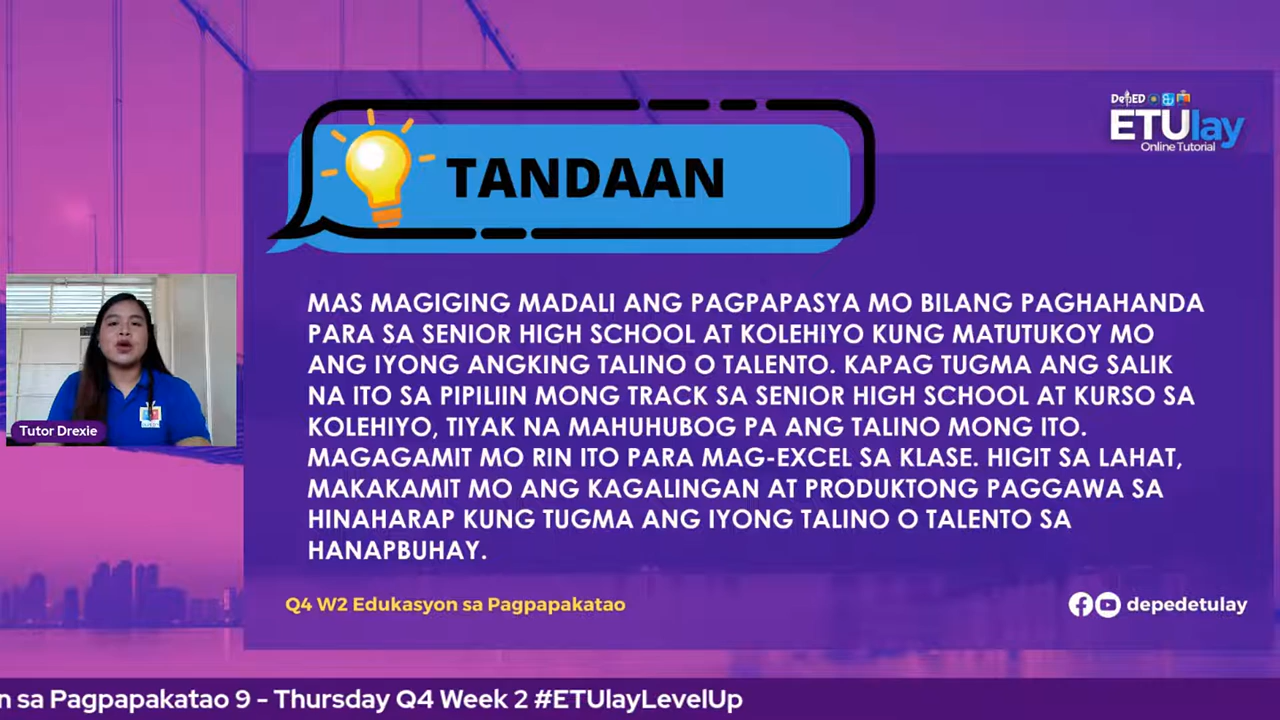 DepED
ETUlay
Online Tutorial
TANDAAN
MAS MAGIGING MADALI ANG PAGPAPASYA MO BILANG PAGHAHANDA
PARA SA SENIOR HIGH SCHOOL AT KOLEHIYO KUNG MATUTUKOY MO
ANG IYONG ANGKING TALINO O TALENTO. KAPAG TUGMA ANG SALIK
NA ITO SA PIPILIIN MONG TRACK SA SENIOR HIGH SCHOOL AT KURSO SA
KOLEHIYO, TIYAK NA MAHUHUBOG PA ANG TALINO MONG ITO.
MAGAGAMIT MO RIN ITO PARA MAG-EXCEL SA KLASE. HIGIT SA LAHAT,
MAKAKAMIT MO ANG KAGALINGAN AT PRODUKTONG PAGGAWA SA
HINAHARAP KUNG TUGMA ANG IYONG TALINO O TALENTO SA
HANAPBUHAY.
Tutor Drexie
Q4 W2 Edukasyon sa Pagpapakatao
depedetulay
n sa Pagpapakatao 9 - Thursday Q4 Week 2 #ETUlayLevelUp